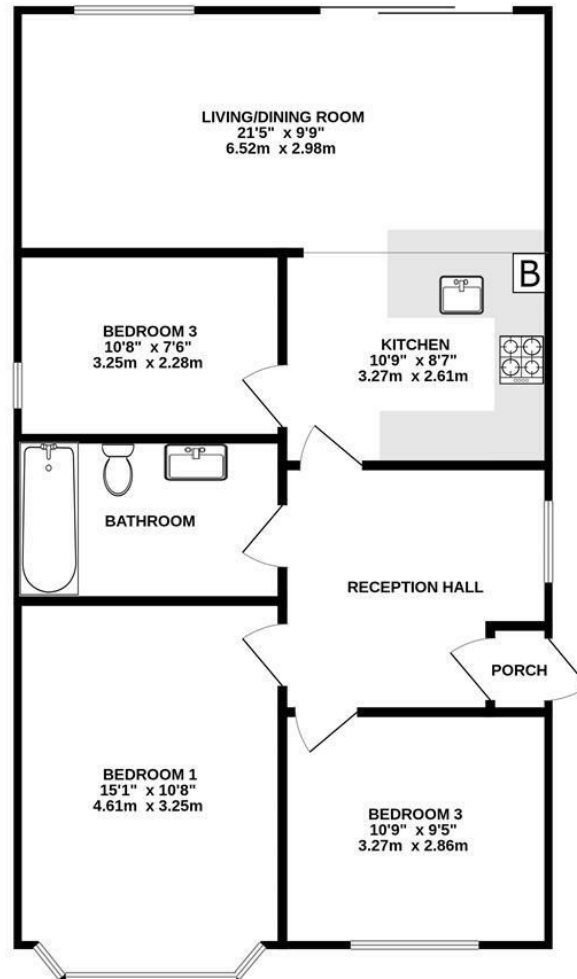 LIVING/DINING ROOM
21'5" x 9'9"
6.52m x 2.98m
B
BEDROOM 3
10'8" x 7'6"
3.25m x 2.28m
KITCHEN
10'9" x 8'7"
3.27m x 2.61m
BATHROOM
RECEPTION HALL
PORCH
BEDROOM 1
15'1" x 10'8"
4.61m x 3.25m
BEDROOM 3
10'9" x 9'5"
3.27m x 2.86m